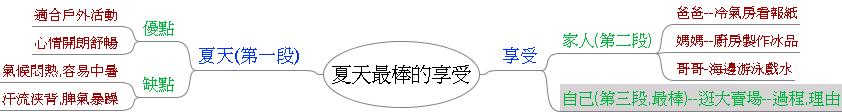 適合戶外活動
心情開朗舒暢
優點
氣候悶熱,容易中暑
汗流俠背,脾氣暴躁
缺點
夏天(第一段)
夏天最棒的享受
享受
家人(第二段)
爸爸--冷氣房看報紙
媽媽--廚房製作冰品
哥哥-海邊游泳戲水
自己(第三段,最棒)--逛大賣場--過程,理由